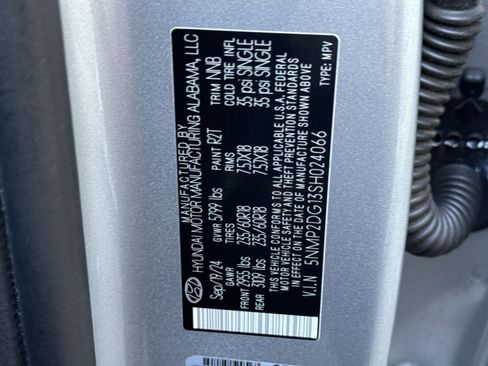 MANUFACTURED BY
HYUNDAI MOTOR MANUFACTURING ALABAMA, LLC
Sep/19/24 GVWR 5799 lbs PAINT R2T TRIM NNB
GAWR TIRES RIMS COLD TIRE INFL
FRONT 2955 lbs 235/60R18 7.5JX18 35 psi SINGLE
REAR 3109 lbs 235/60R18 7.5JX18 35 psi SINGLE
THIS VEHICLE CONFORMS TO ALL APPLICABLE U.S.A. FEDERAL
MOTOR VEHICLE SAFETY AND THEFT PREVENTION STANDARDS
IN EFFECT ON THE DATE OF MANUFACTURE SHOWN ABOVE.
V.I.N 5NMP2DG13SH024066 TYPE: MPV